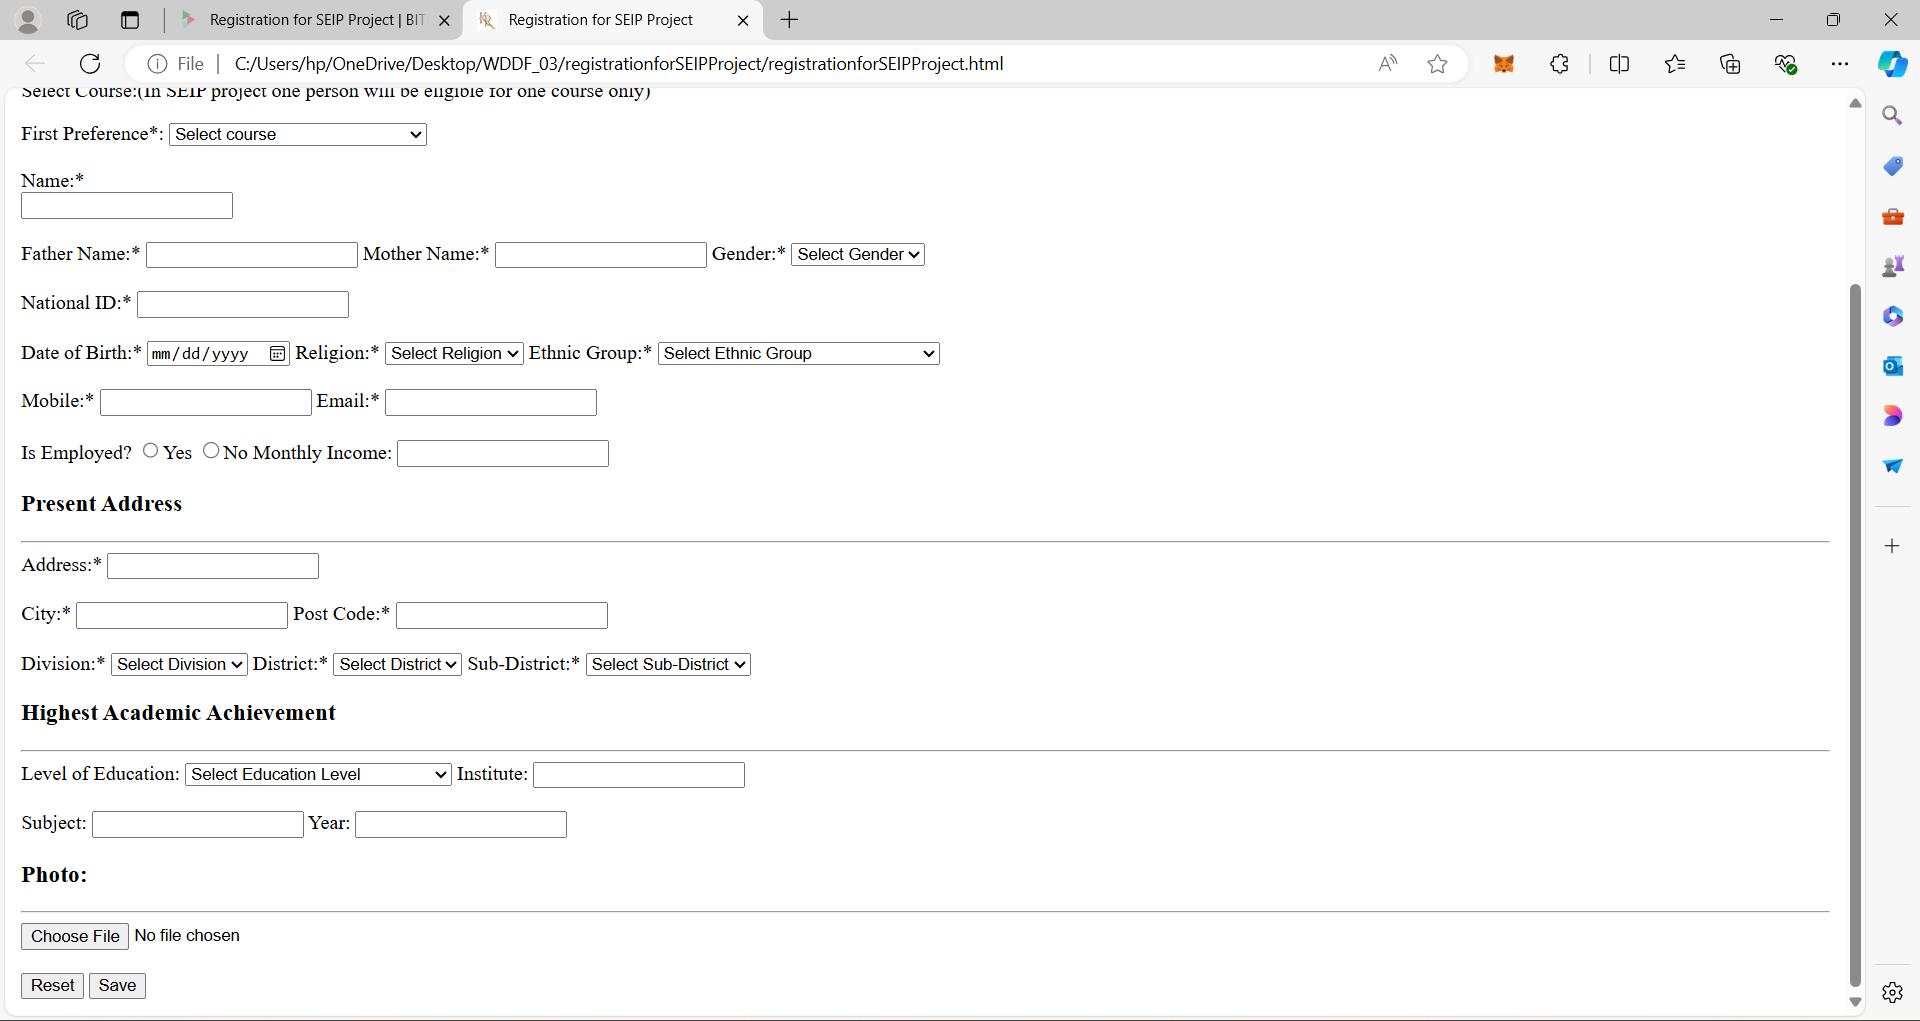 Registration for SEIP Project | BIT
Registration for SEIP Project
File
C:/Users/hp/OneDrive/Desktop/WDDF_03/registrationforSEIPProject/registrationforSEIPProject.html
Select Course:(In SEIP project one person will be eligible for one course only)
First Preference*: Select course
Name:*
Father Name:* Mother Name:* Gender:* Select Gender
National ID:*
Date of Birth:* mm/dd/yyyy Religion:* Select Religion Ethnic Group:* Select Ethnic Group
Mobile:* Email:*
Is Employed? Yes No Monthly Income:
Present Address
Address:*
City:* Post Code:*
Division:* Select Division District:* Select District Sub-District:* Select Sub-District
Highest Academic Achievement
Level of Education: Select Education Level Institute:
Subject: Year:
Photo:
Choose File No file chosen
Reset Save